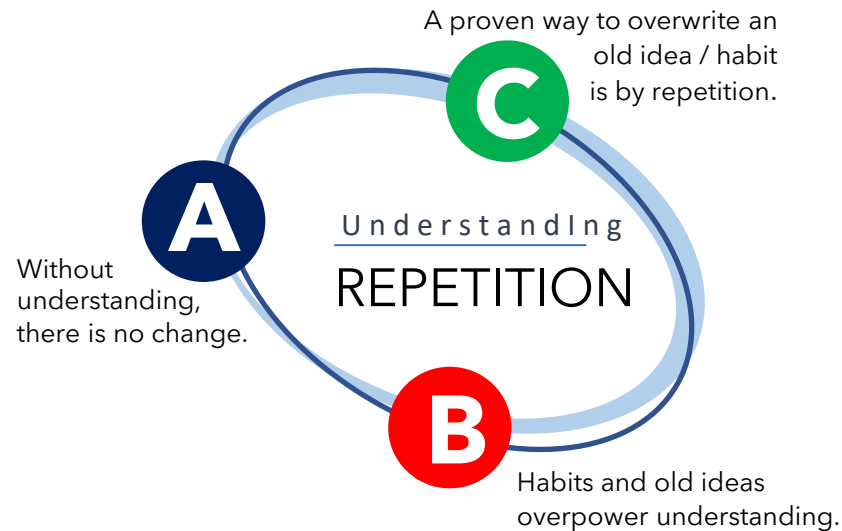 A proven way to overwrite an
old idea / habit
is by repetition.
C
A
UnderstandIng
REPETITION
Without
understanding,
there is no change.
B
Habits and old ideas
overpower understanding.